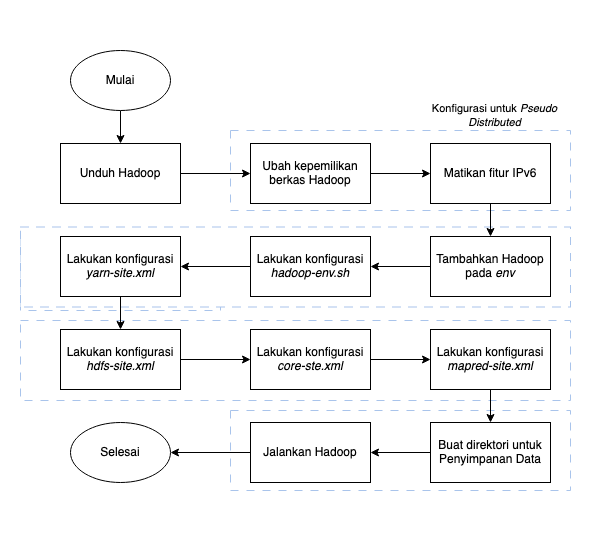 Mulai
Konfigurasi untuk Pseudo
Distributed
Unduh Hadoop
Ubah kepemilikan
berkas Hadoop
Matikan fitur IPv6
Lakukan konfigurasi
yarn-site.xml
Lakukan konfigurasi
hadoop-env.sh
Tambahkan Hadoop
pada env
Lakukan konfigurasi
hdfs-site.xml
Lakukan konfigurasi
core-ste.xml
Lakukan konfigurasi
mapred-site.xml
Selesai
Jalankan Hadoop
Buat direktori untuk
Penyimpanan Data